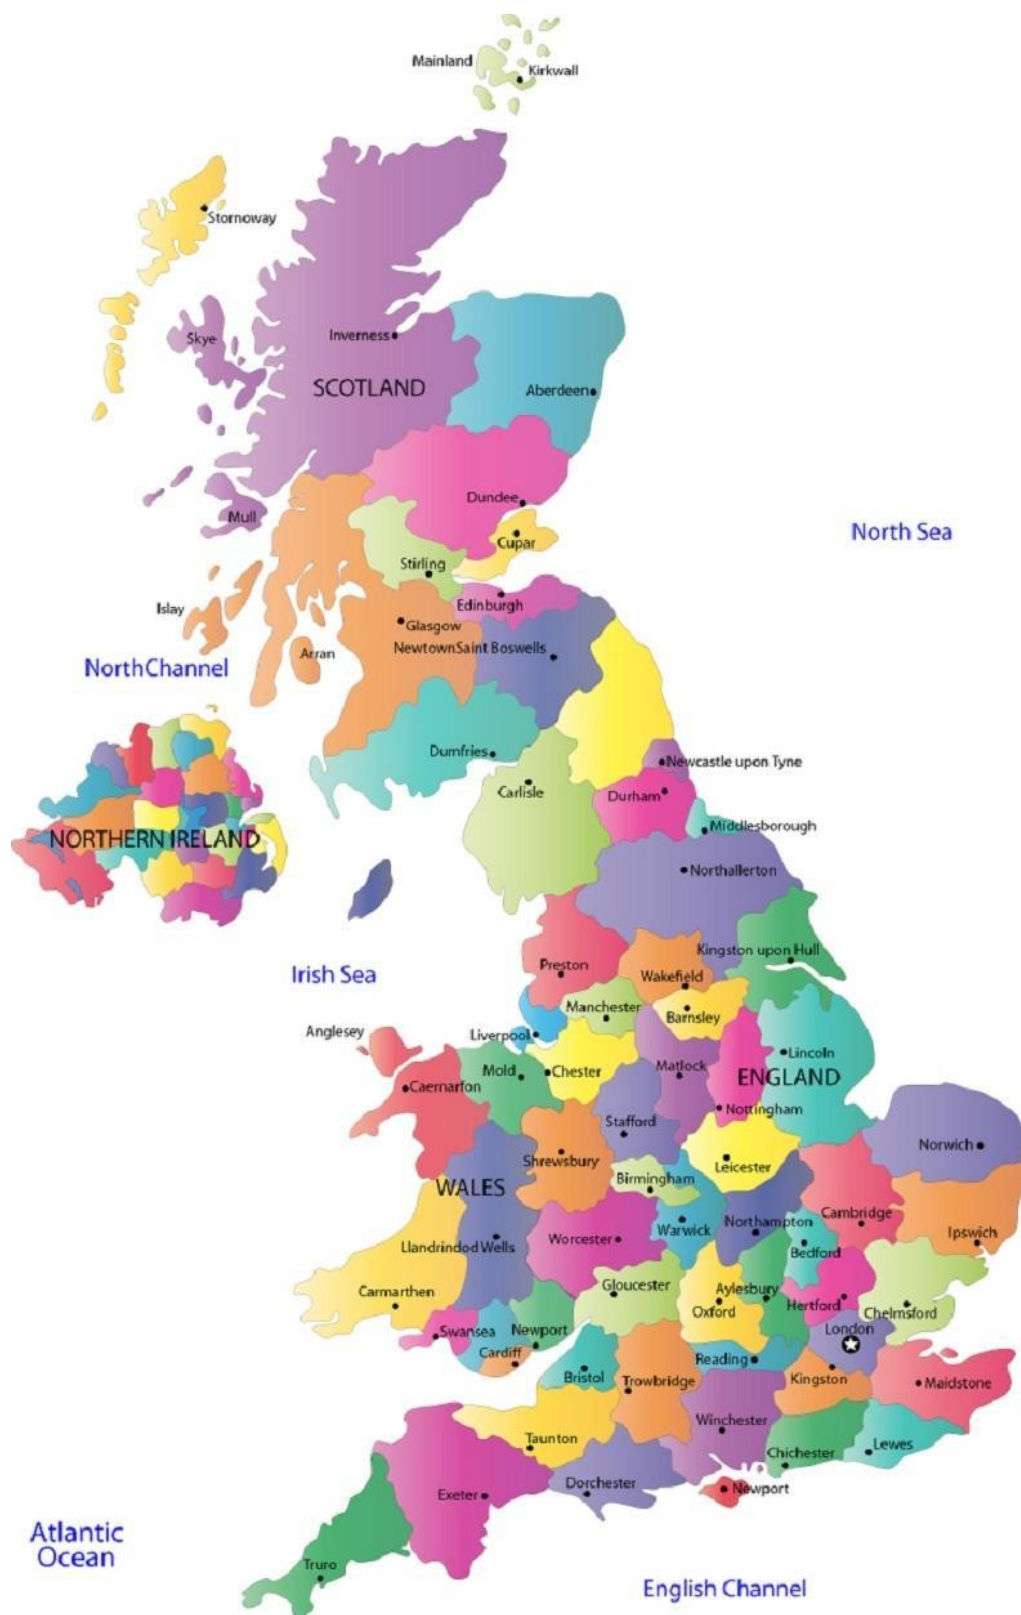 Mainland
Kirkwall
Stornoway
Skye
Inverness
SCOTLAND
Aberdeen
Dundee
Mull
North Sea
Cupar
Stirling
Islay
Edinburgh
Glasgow
Arran
NewtownSaint Boswells
NorthChannel
Dumfries
Newcastle upon Tyne
Carlisle
Durham
Middlesborough
NORTHERN IRELAND
Northallerton
Kingston upon Hull
Irish Sea
Preston
Wakefield
Manchester
Barnsley
Anglesey
Liverpool
Lincoln
Matlock
Mold
Chester
ENGLAND
Caernarfon
Nottingham
Stafford
Norwich
Shrewsbury
Leicester
Birmingham
WALES
Cambridge
Northampton
Warwick
Ipswich
Worcester
Llandrindod Wells
Bedford
Gloucester
Aylesbury
Carmarthen
Oxford
Hertford
Chelmsford
Swansea
Newport
London
Cardiff
Reading
Bristol
Trowbridge
Kingston
Maidstone
Winchester
Taunton
Chichester
Lewes
Dorchester
Newport
Exeter
Atlantic
Ocean
Truro
English Channel